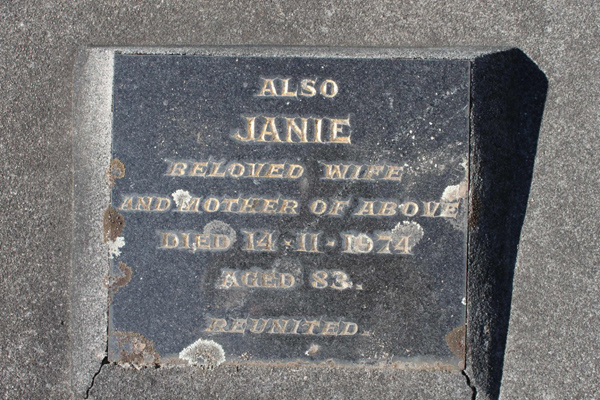 ALSO
JANIE
BELOVED WIFE
AND MOTHER OF ABOVE
DIED 14-11-1974
AGED 83.
REUNITED.